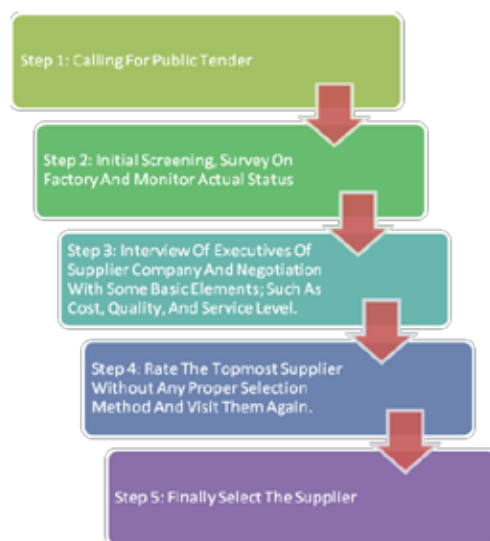 Step 1: Calling For Public Tender
Step 2: Initial Screening, Survey On
Factory And Monitor Actual Status
Step 3: Interview Of Executives Of
Supplier Company And Negotiation
With Some Basic Elements; Such As
Cost, Quality, And Service Level.
Step 4: Rate The Topmost Supplier
Without Any Proper Selection
Method And Visit Them Again.
Step 5: Finally Select The Supplier